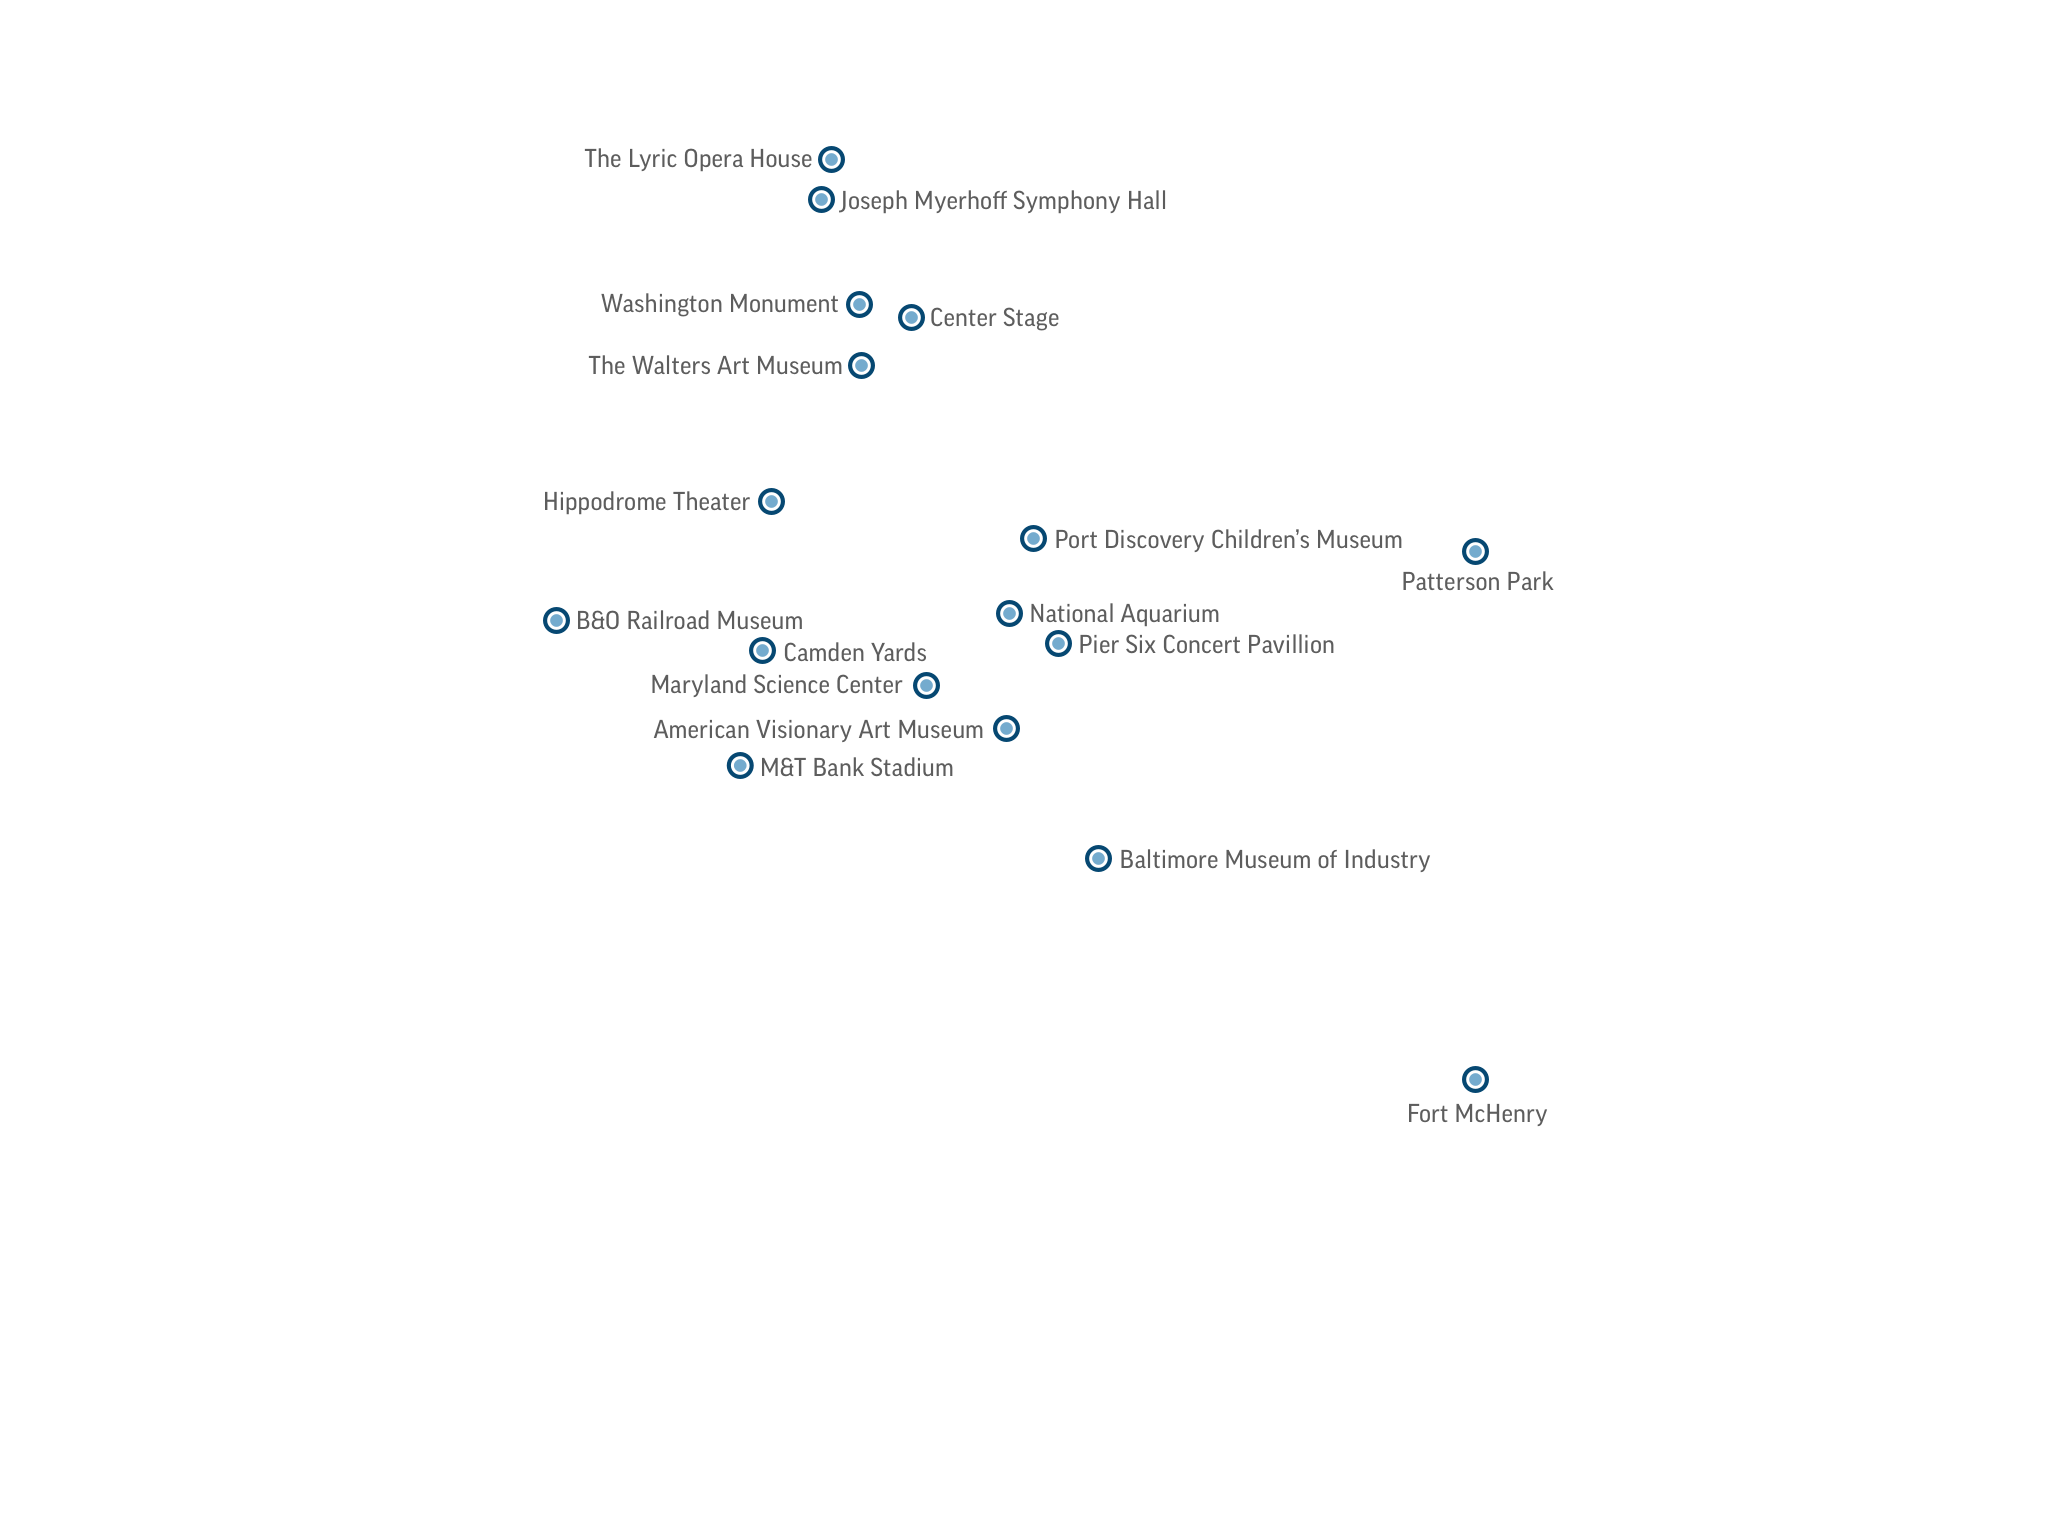 The Lyric Opera House
Joseph Myerhoff Symphony Hall
Washington Monument
Center Stage
The Walters Art Museum
Hippodrome Theater
Port Discovery Children’s Museum
Patterson Park
National Aquarium
B&O Railroad Museum
Pier Six Concert Pavillion
Camden Yards
Maryland Science Center
American Visionary Art Museum
M&T Bank Stadium
Baltimore Museum of Industry
Fort McHenry